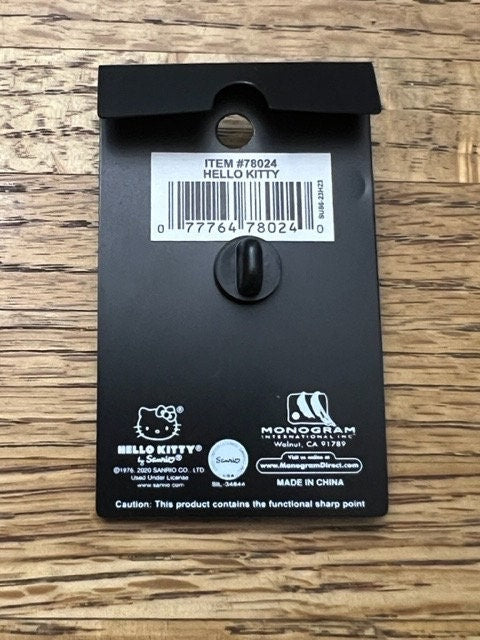 ITEM #78024
HELLO KITTY
0 77764 78024 0
SU86-23H23
HELLO KITTY®
by Sanrio®
©1976, 2020 SANRIO CO., LTD
Used Under License
www.sanrio.com
Sanrio
SIL-34844
MONOGRAM
INTERNATIONAL INC
Walnut, CA 91789
Visit us online at
www.MonogramDirect.com
MADE IN CHINA
Caution: This product contains the functional sharp point